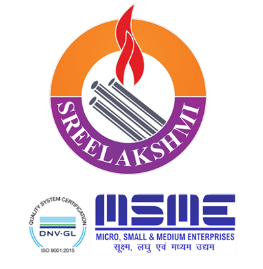 SREELAKSHMI
QUALITY SYSTEM CERTIFICATION
DNV·GL
ISO 9001:2015
MSME
MICRO, SMALL & MEDIUM ENTERPRISES
सूक्ष्म, लघु एवं मध्यम उद्यम